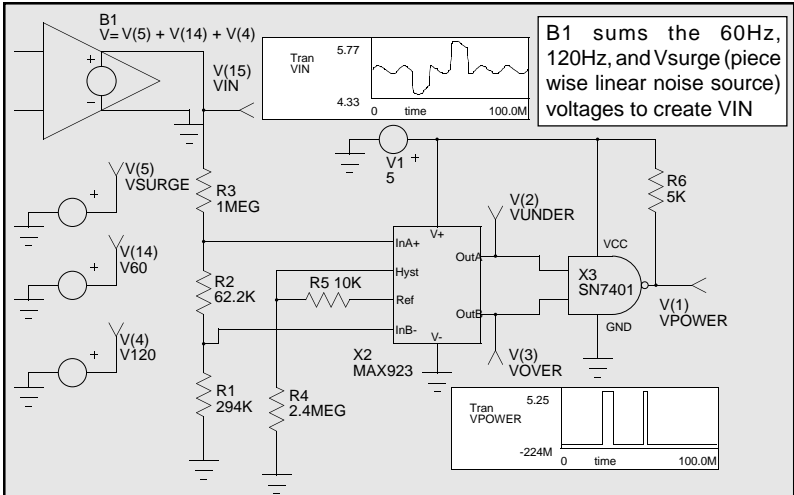 B1
V= V(5) + V(14) + V(4)
V(15)
VIN
Tran
VIN
5.77
4.33
0 time 100.0M
B1 sums the 60Hz,
120Hz, and Vsurge (piece
wise linear noise source)
voltages to create VIN
V1
5
V(5)
VSURGE
R3
1MEG
V(2)
VUNDER
R6
5K
V(14)
V60
InA+
V+
OutA
VCC
X3
SN7401
R2
62.2K
R5 10K
Hyst
Ref
OutB
InB-
V-
GND
V(1)
VPOWER
V(4)
V120
X2
MAX923
V(3)
VOVER
R1
294K
R4
2.4MEG
Tran
VPOWER
5.25
-224M
0 time 100.0M